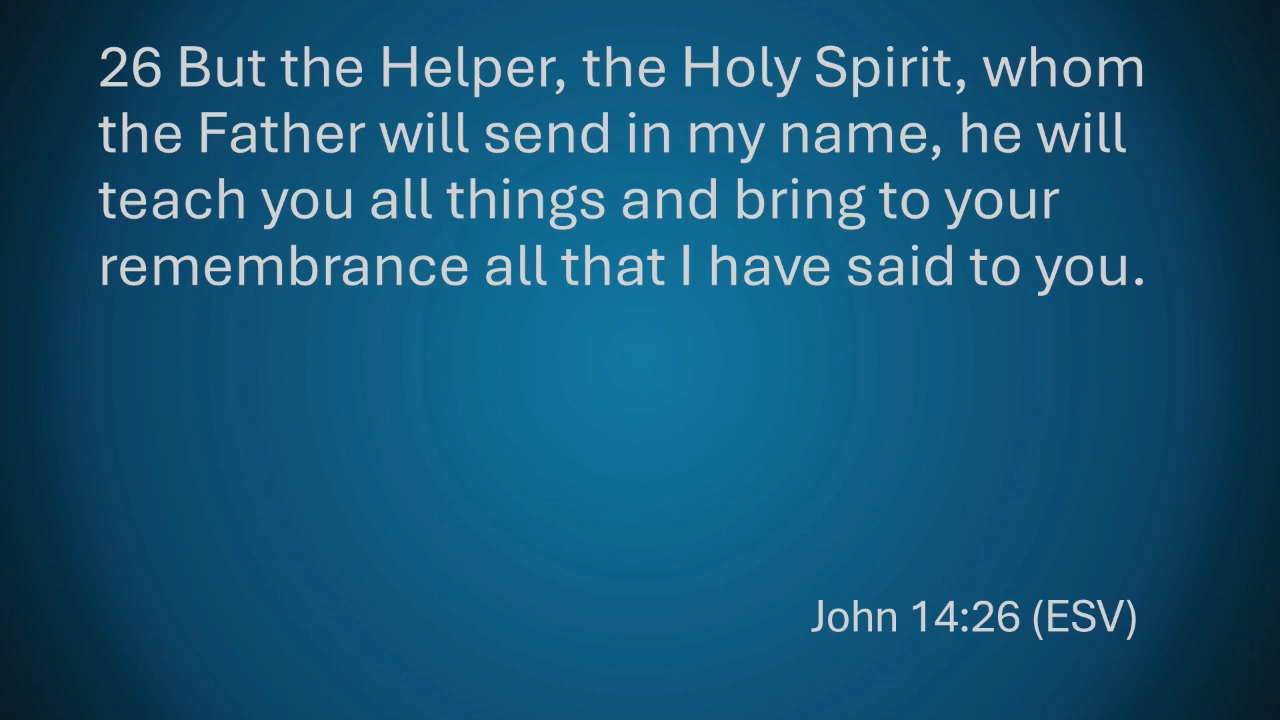 26 But the Helper, the Holy Spirit, whom
the Father will send in my name, he will
teach you all things and bring to your
remembrance all that I have said to you.
John 14:26 (ESV)